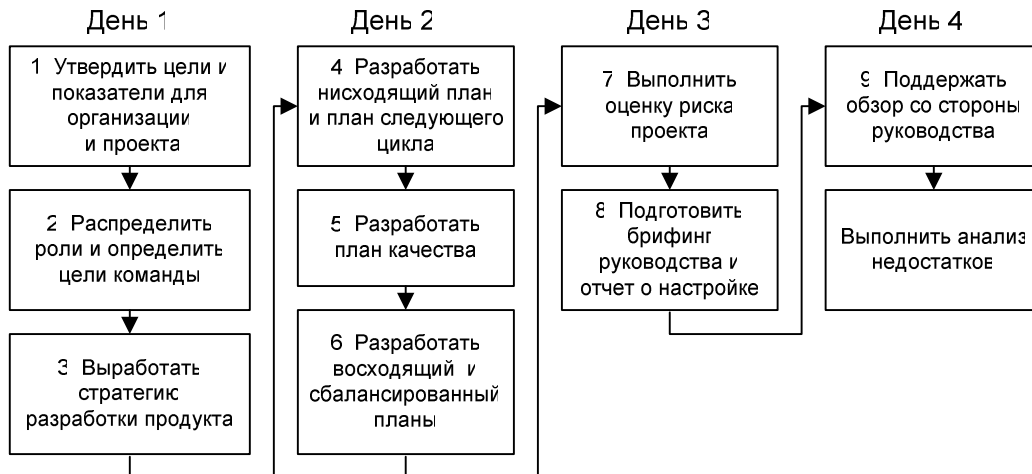 День 1
1 Утвердить цели и
показатели для
организации
и проекта
2 Распределить
роли и определить
цели команды
3 Выработать
стратегию
разработки продукта
День 2
4 Разработать
нисходящий план
и план следующего
цикла
5 Разработать
план качества
6 Разработать
восходящий и
сбалансированный
планы
День 3
7 Выполнить
оценку риска
проекта
8 Подготовить
брифинг
руководства и
отчет о настройке
День 4
9 Поддержать
обзор со стороны
руководства
Выполнить анализ
недостатков